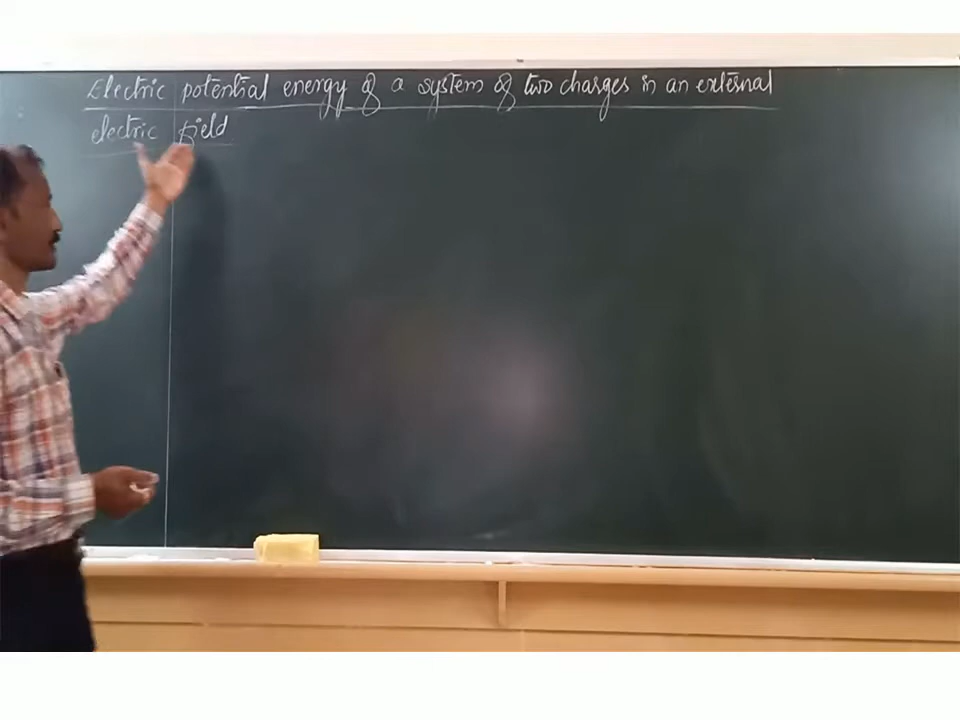 Electric potential energy of a system of two charges in an external
electric field